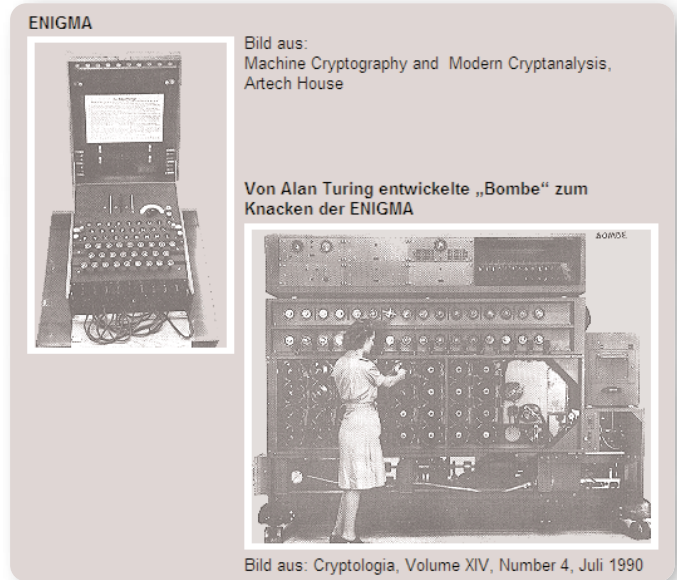 ENIGMA
Bild aus:
Machine Cryptography and Modern Cryptanalysis,
Artech House
Von Alan Turing entwickelte „Bombe“ zum
Knacken der ENIGMA
BOMBE
Bild aus: Cryptologia, Volume XIV, Number 4, Juli 1990